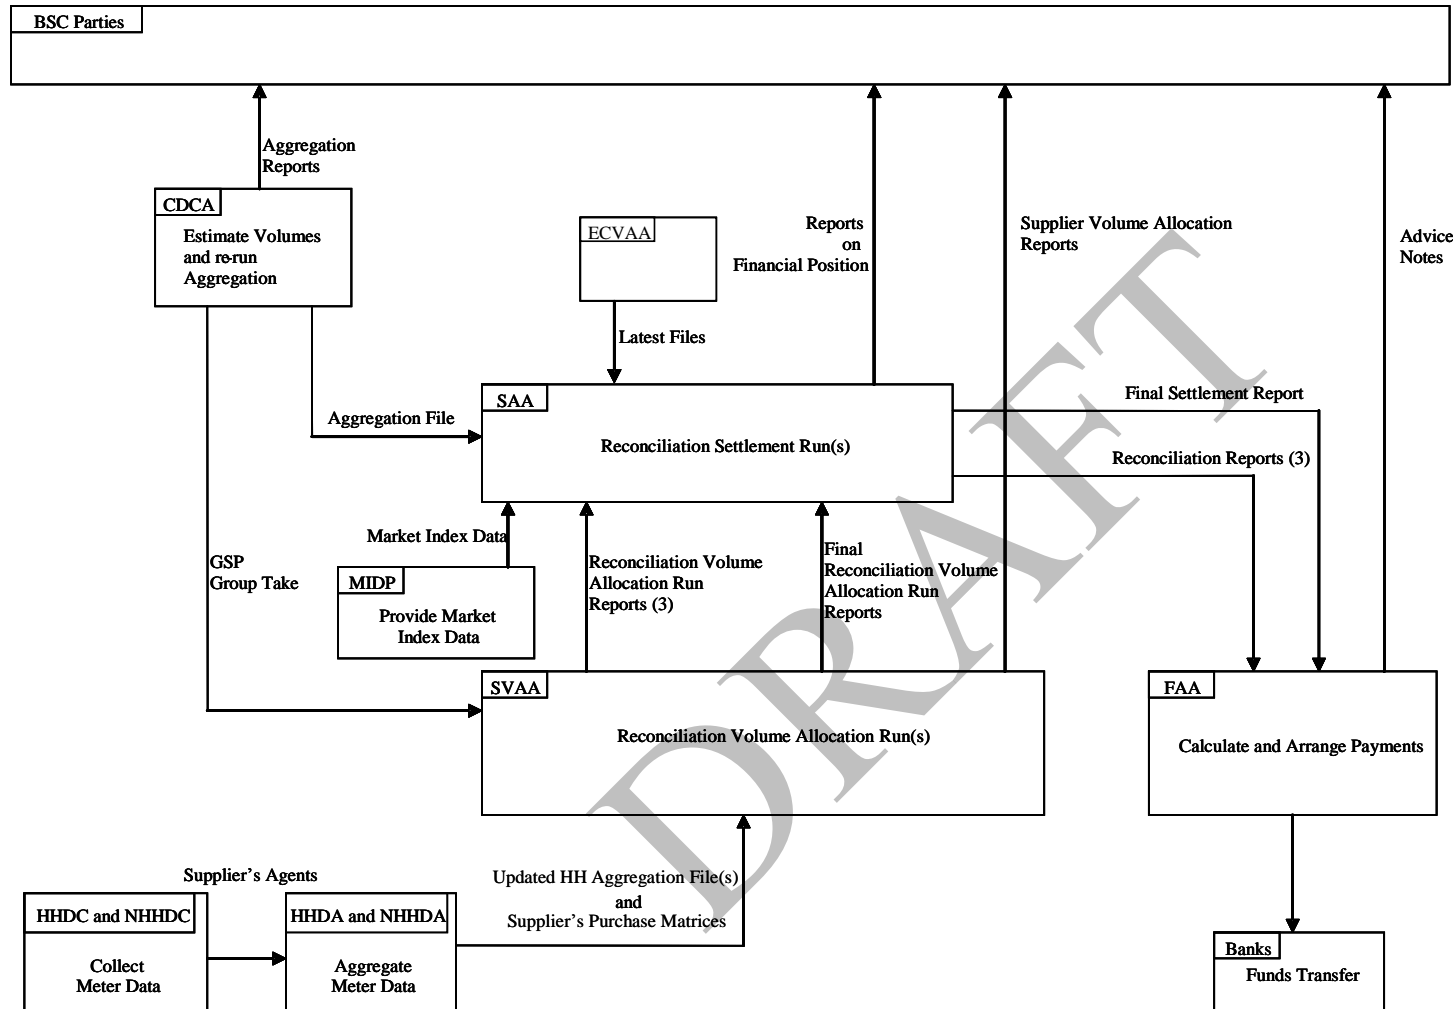 BSC Parties
Aggregation
Reports
CDCA
Estimate Volumes
and re-run
Aggregation
ECVAA
Reports
on
Financial Position
Supplier Volume Allocation
Reports
Advice
Notes
Latest Files
SAA
Reconciliation Settlement Run(s)
Aggregation File
Final Settlement Report
Reconciliation Reports (3)
Market Index Data
GSP
Group Take
MIDP
Provide Market
Index Data
Reconciliation Volume
Allocation Run
Reports (3)
Final
Reconciliation Volume
Allocation Run
Reports
SVAA
Reconciliation Volume Allocation Run(s)
FAA
Calculate and Arrange Payments
Supplier's Agents
HHDC and NHHDC
Collect
Meter Data
HHDA and NHHDA
Aggregate
Meter Data
Updated HH Aggregation File(s)
and
Supplier's Purchase Matrices
Banks
Funds Transfer
DRAFT